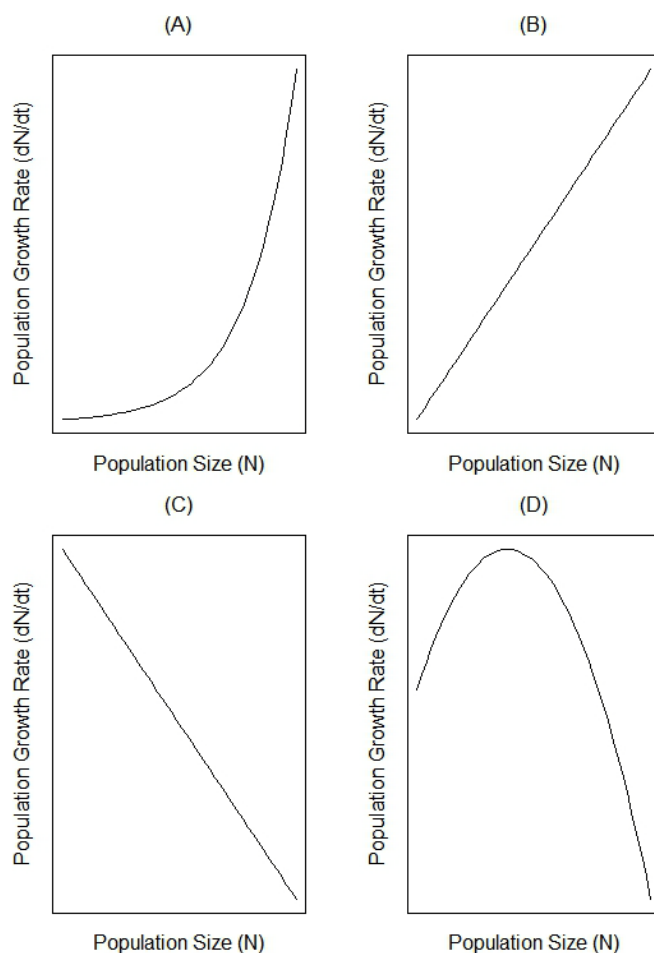 (A)
Population Growth Rate (dN/dt)
Population Size (N)
(B)
Population Growth Rate (dN/dt)
Population Size (N)
(C)
Population Growth Rate (dN/dt)
Population Size (N)
(D)
Population Growth Rate (dN/dt)
Population Size (N)